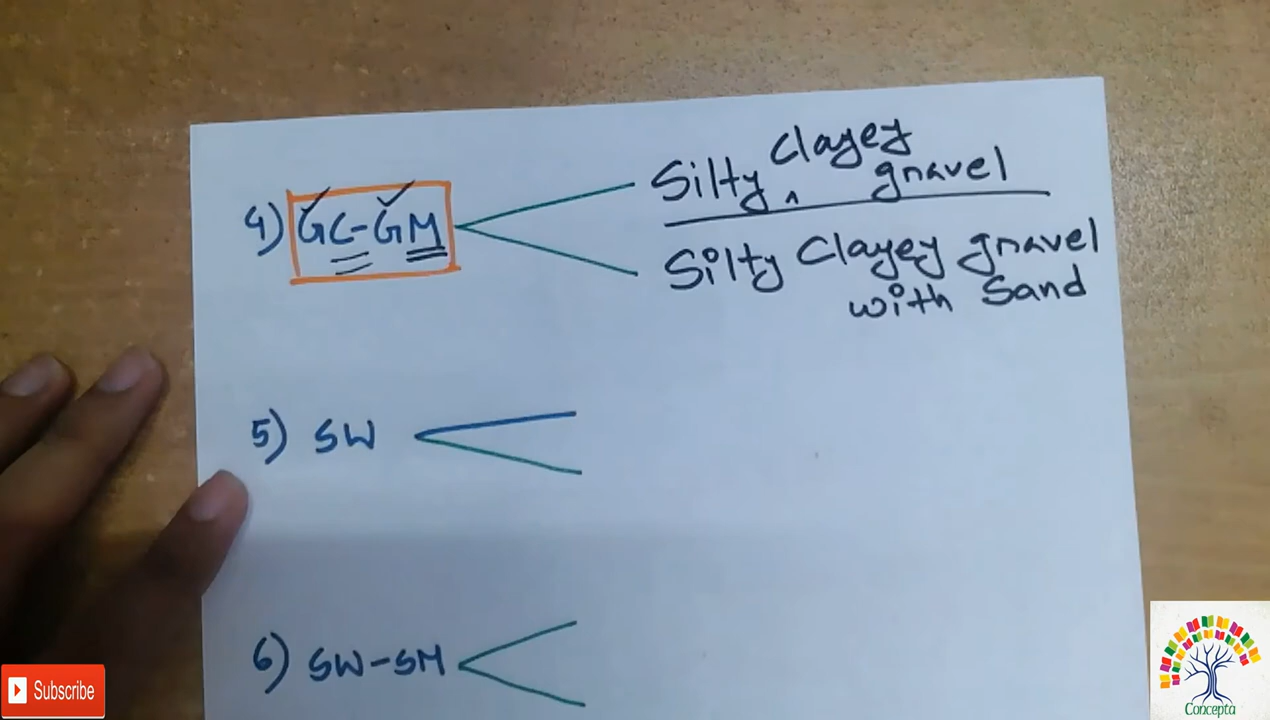 clayey
Silty ^ gravel
4) GC-GM
Silty Clayey gravel
with Sand
5) SW
6) SW-SM
Subscribe
Concepta